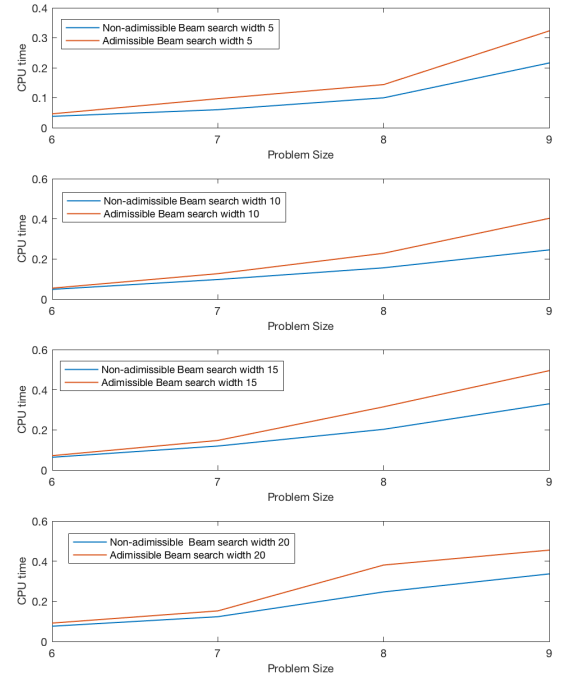 0.4
0.3
0.2
0.1
0
CPU time
Non-adimissible Beam search width 5
Adimissible Beam search width 5
6 7 8 9
Problem Size
0.6
0.4
0.2
0
CPU time
Non-adimissible Beam search width 10
Adimissible Beam search width 10
6 7 8 9
Problem Size
0.6
0.4
0.2
0
CPU time
Non-adimissible Beam search width 15
Adimissible Beam search width 15
6 7 8 9
Problem Size
0.6
0.4
0.2
0
CPU time
Non-adimissible Beam search width 20
Adimissible Beam search width 20
6 7 8 9
Problem Size